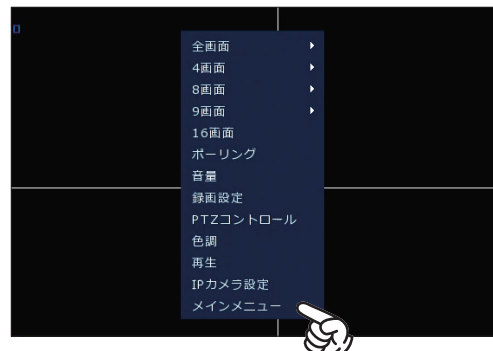 全画面
4画面
8画面
9画面
16画面
ポーリング
音量
録画設定
PTZコントロール
色調
再生
IPカメラ設定
メインメニュー